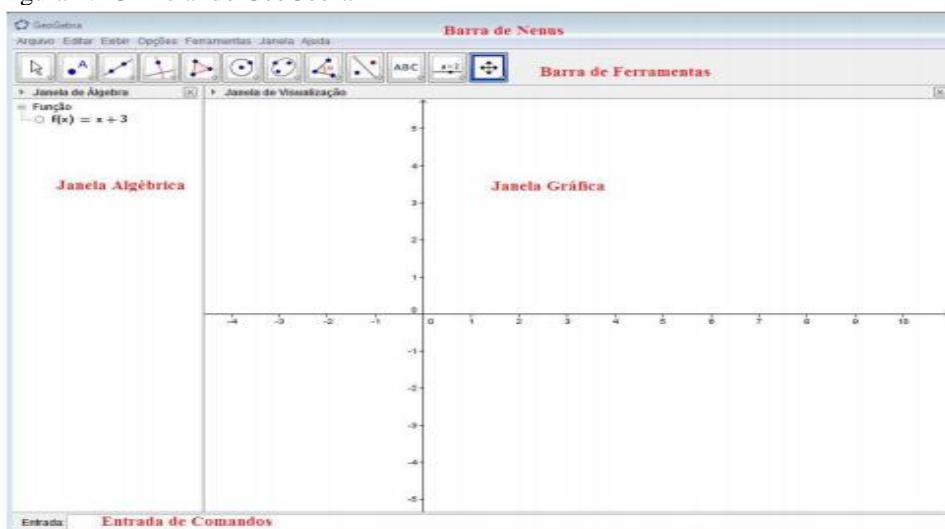 GeoGebra
Barra de Nenus
Arquivo Editar Exibir Opções Ferramentas Janela Ajuda
A
ABC
a=2
Barra de Ferramentas
Janela de Álgebra
Janela de Visualização
Função
f(x) = x + 3
Janela Algébrica
Janela Gráfica
5
4
3
2
1
0
-4 -3 -2 -1 0 1 2 3 4 5 6 7 8 9 10
-1
-2
-3
-4
-5
Entrada:
Entrada de Comandos